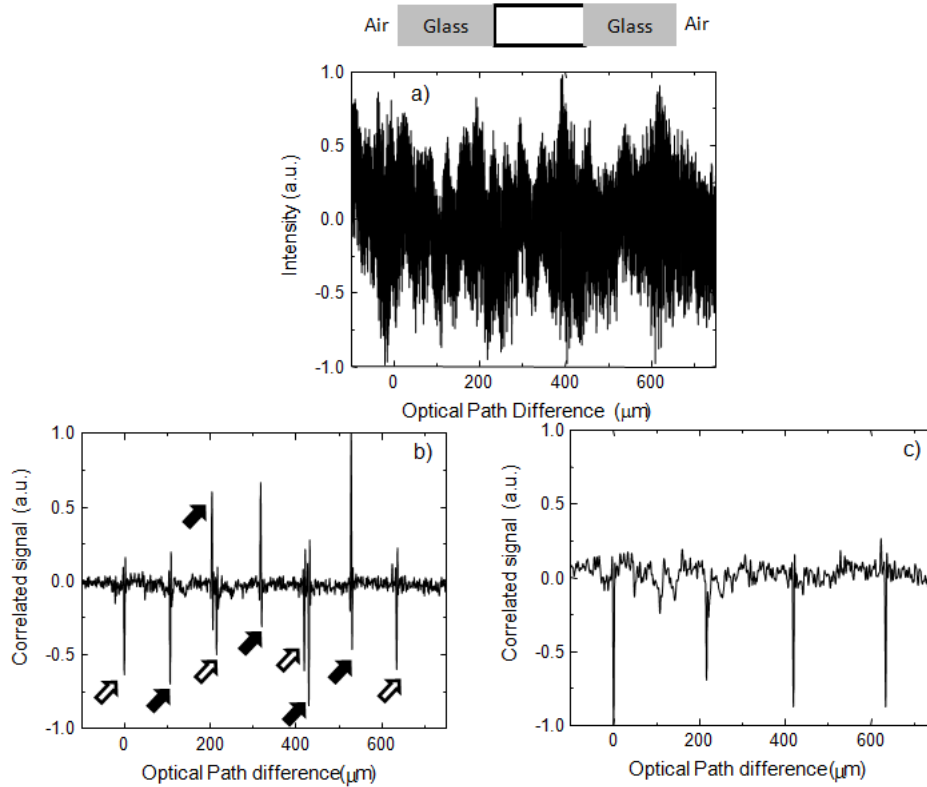 Air Glass Glass Air
a)
1.0
0.5
0.0
-0.5
-1.0
Intensity (a.u.)
0 200 400 600
Optical Path Difference (μm)
b)
1.0
0.5
0.0
-0.5
-1.0
Correlated signal (a.u.)
0 200 400 600
Optical Path difference(μm)
c)
1.0
0.5
0.0
-0.5
-1.0
Correlated signal (a.u.)
0 200 400 600
Optical Path difference (μm)